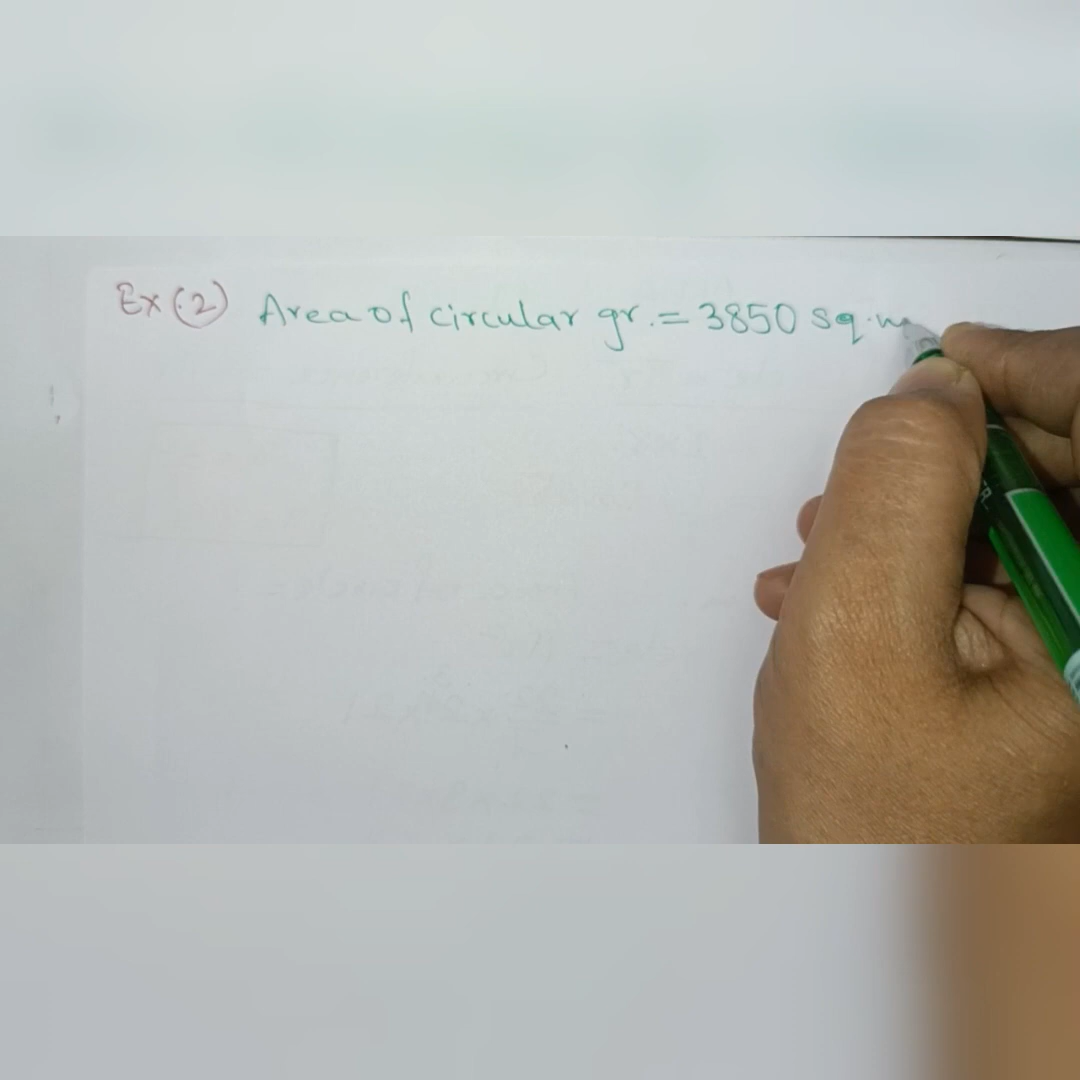 Ex(.2) Area of circular gr. = 3850 sq.m